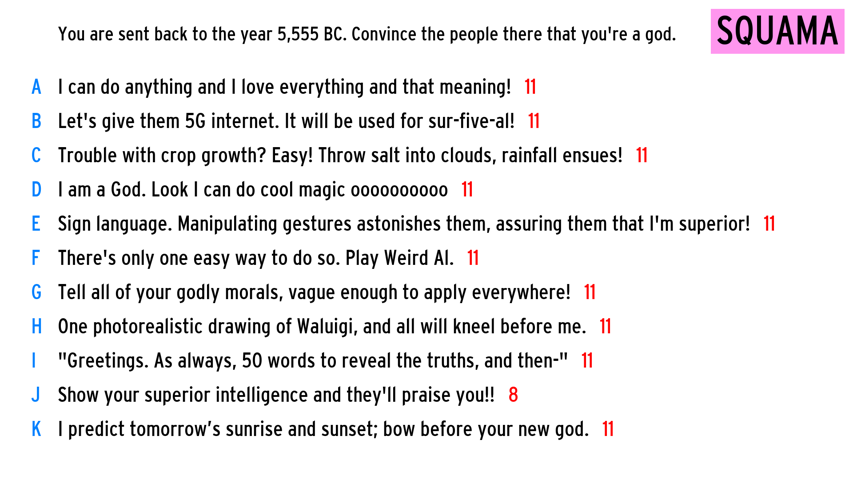 You are sent back to the year 5,555 BC. Convince the people there that you're a god. SQUAMA
A I can do anything and I love everything and that meaning! 11
B Let's give them 5G internet. It will be used for sur-five-al! 11
C Trouble with crop growth? Easy! Throw salt into clouds, rainfall ensues! 11
D I am a God. Look I can do cool magic oooooooooo 11
E Sign language. Manipulating gestures astonishes them, assuring them that I'm superior! 11
F There's only one easy way to do so. Play Weird Al. 11
G Tell all of your godly morals, vague enough to apply everywhere! 11
H One photorealistic drawing of Waluigi, and all will kneel before me. 11
I "Greetings. As always, 50 words to reveal the truths, and then-" 11
J Show your superior intelligence and they'll praise you!! 8
K I predict tomorrow’s sunrise and sunset; bow before your new god. 11